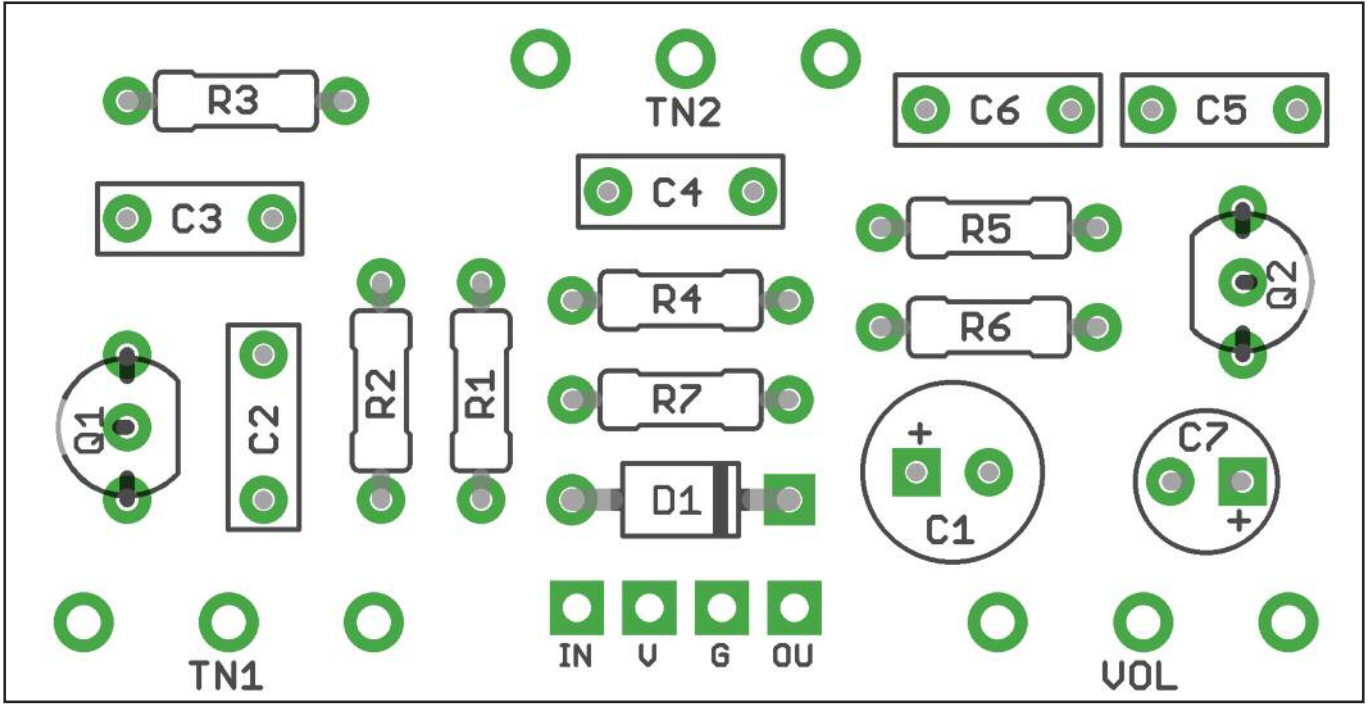 R3
TN2
C6
C5
C3
C4
R5
Q2
R4
R6
R2
R1
R7
Q1
C2
+
C7
D1
+
C1
IN
V
G
OU
TN1
VOL